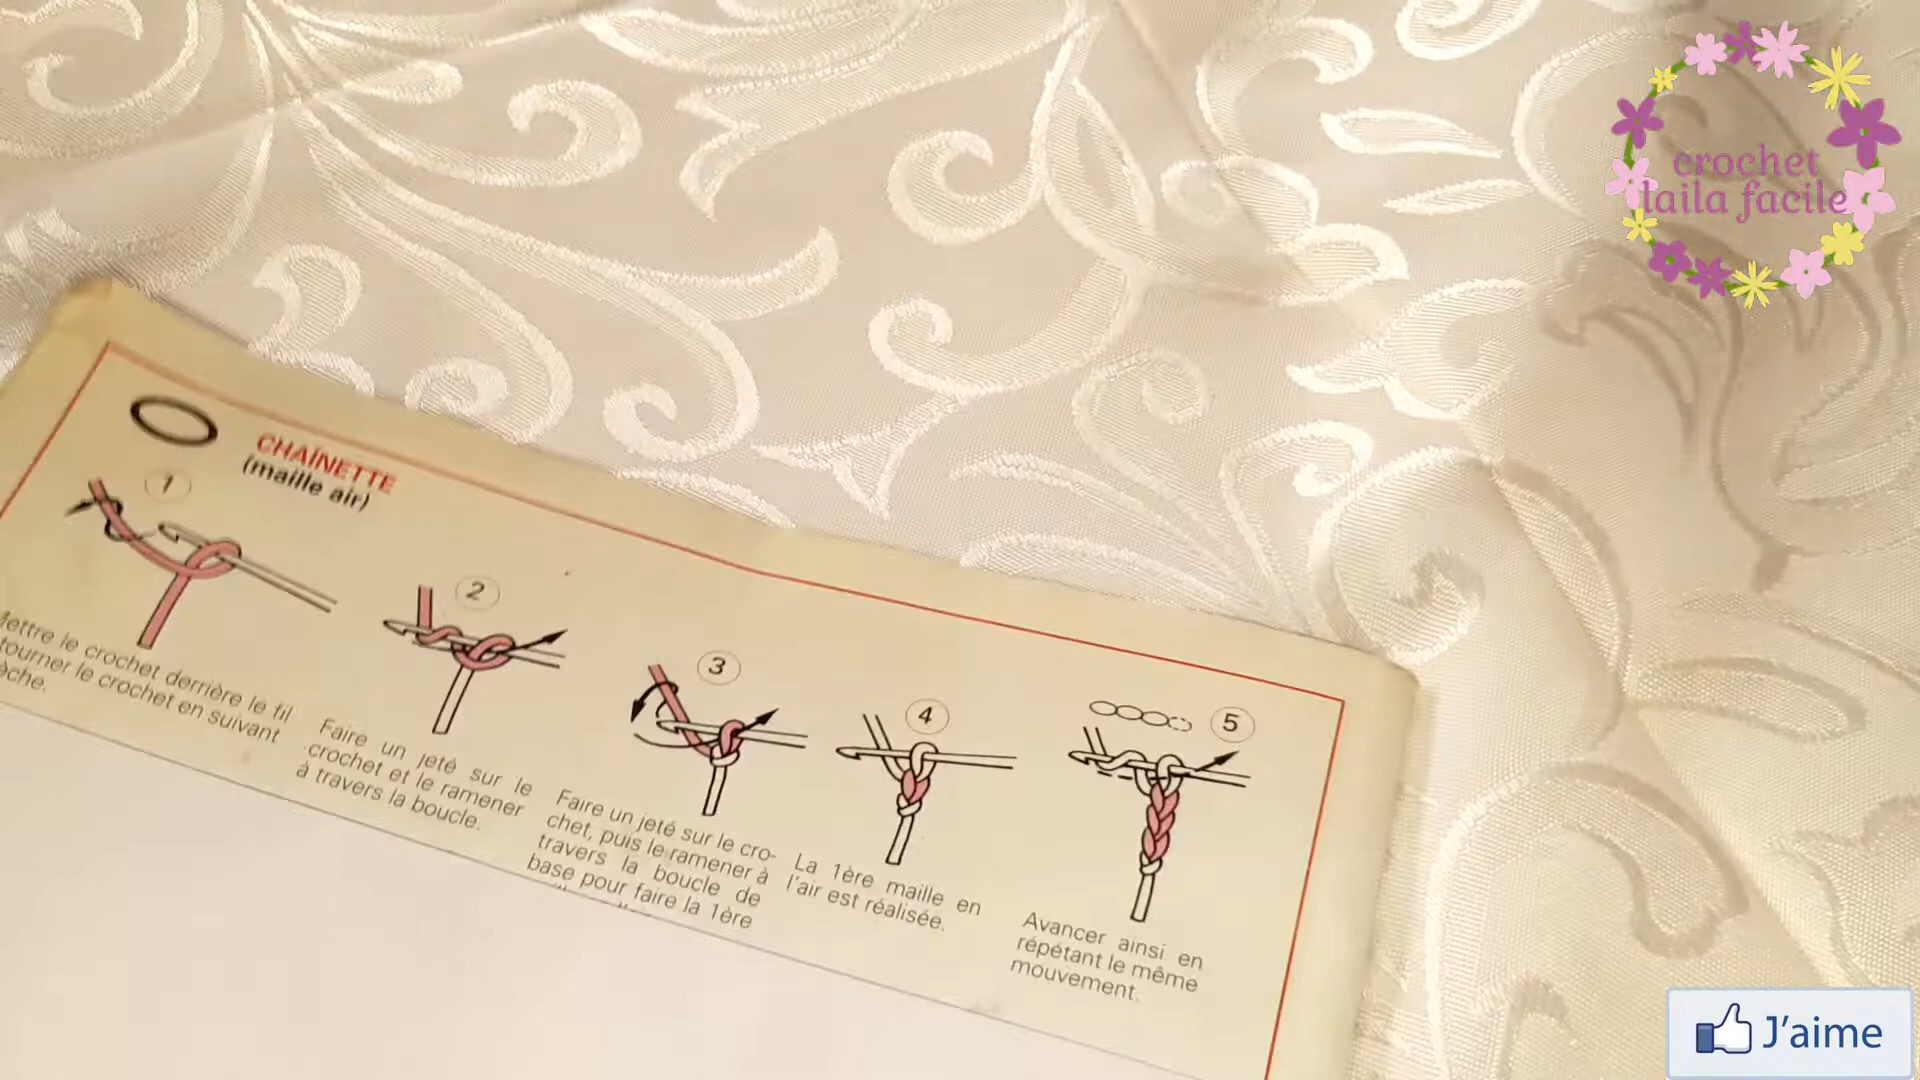 crochet
laila facile
CHAINETTE
(maille air)
1
le crochet derrière le fil
tourner le crochet en suivant
2
Faire un jeté sur le
crochet et le ramener
à travers la boucle.
3
Faire un jeté sur le cro-
chet, puis le ramener à
travers la boucle de
base pour faire la 1ère
4
La 1ère maille en
l'air est réalisée.
5
Avancer ainsi en
répétant le même
mouvement.
J'aime